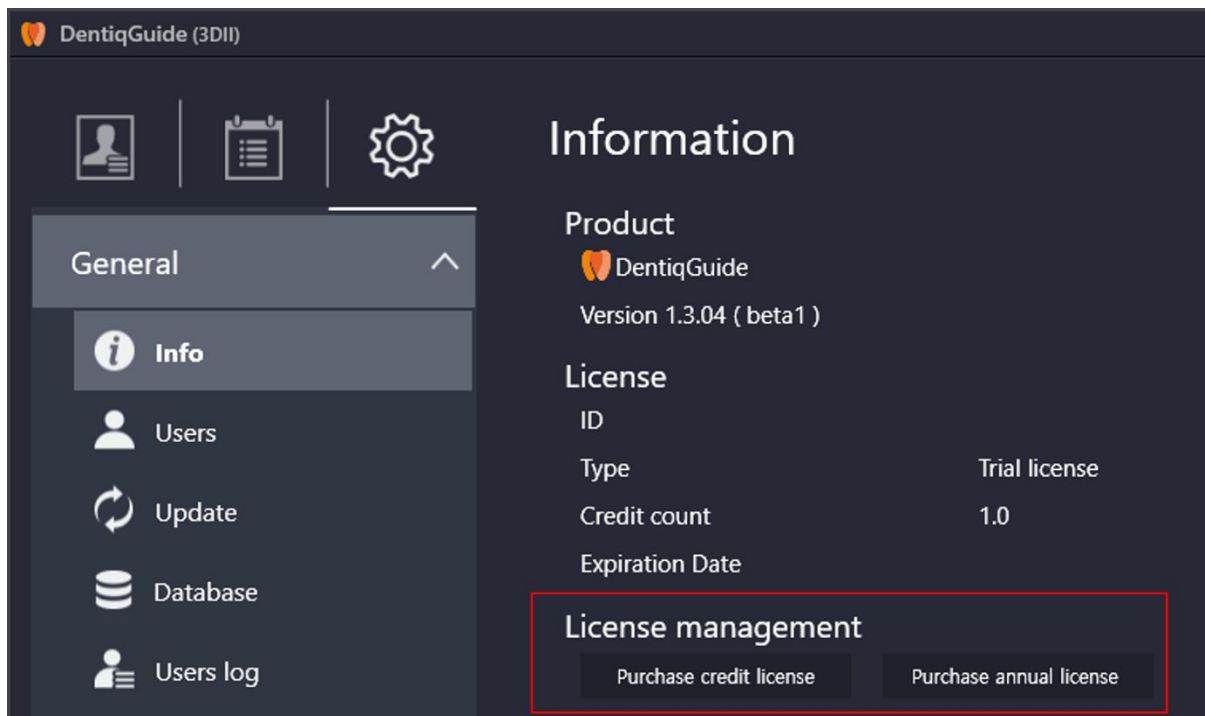 DentiqGuide (3DII)
General
Info
Users
Update
Database
Users log
Information
Product
DentiqGuide
Version 1.3.04 ( beta1 )
License
ID
Type Trial license
Credit count 1.0
Expiration Date
License management
Purchase credit license Purchase annual license